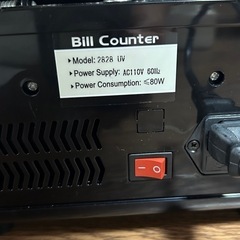 Bill Counter
Model: 2828 UV
Power Supply: AC110V 60Hz
Power Consumption: ≤80W